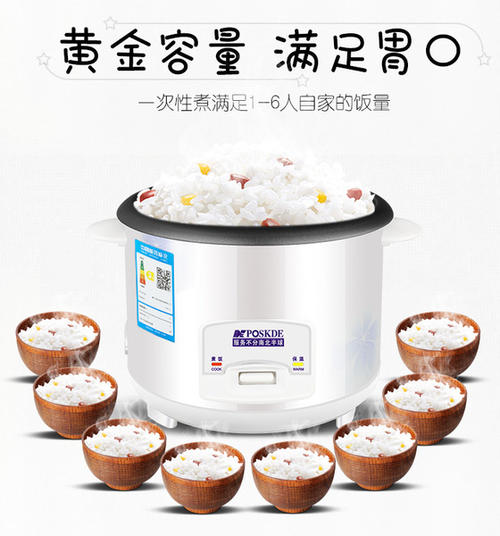 黄金容量 满足胃口
一次性煮满足1-6人自家的饭量
POSKDE
服务不分南北半球
煮饭 保温
COOK WARM